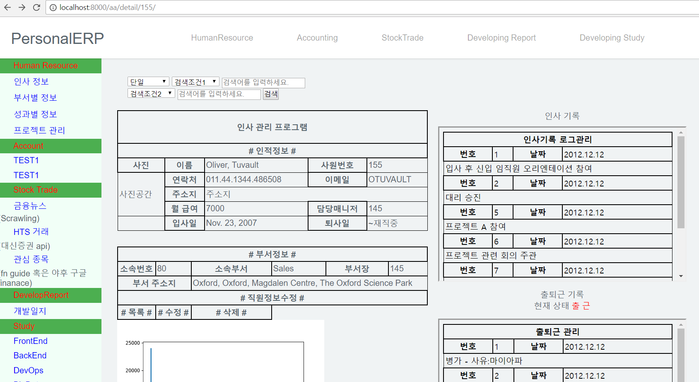 localhost:8000/aa/detail/155/
PersonalERP
HumanResource Accounting StockTrade Developing Report Developing Study
Human Resource
인사 정보
부서별 정보
성과별 정보
프로젝트 관리
Account
TEST1
TEST1
Stock Trade
금융뉴스
Scrawling)
HTS 거래
대신증권 api)
관심 종목
fn guide 혹은 야후 구글
inanace)
DevelopReport
개발일지
Study
FrontEnd
BackEnd
DevOps
단일 검색조건1 검색어를 입력하세요
검색조건2 검색어를 입력하세요 검색
인사 관리 프로그램
# 인적정보 #
사진 이름 Oliver, Tuvault 사원번호 155
사진공간 연락처 011.44.1344.486508 이메일 OTUVAULT
주소지 주소지
월 급여 7000 담당매니저 145
입사일 Nov. 23, 2007 퇴사일 ~재직중
# 부서정보 #
소속번호 80 소속부서 Sales 부서장 145
부서 주소지 Oxford, Oxford, Magdalen Centre, The Oxford Science Park
# 직원정보수정 #
# 목록 # # 수정 # # 삭제 #
25000
20000
인사 기록
인사기록 로그관리
번호 1 날짜 2012.12.12
입사 후 신입 임직원 오리엔테이션 참여
번호 2 날짜 2012.12.12
대리 승진
번호 5 날짜 2012.12.12
프로젝트 A 참여
번호 6 날짜 2012.12.12
프로젝트 관련 회의 주관
번호 7 날짜 2012.12.12
출퇴근 기록
현재 상태 출 근
출퇴근 관리
번호 1 날짜 2012.12.12
병가 - 사유:마이아파
번호 2 날짜 2012.12.12